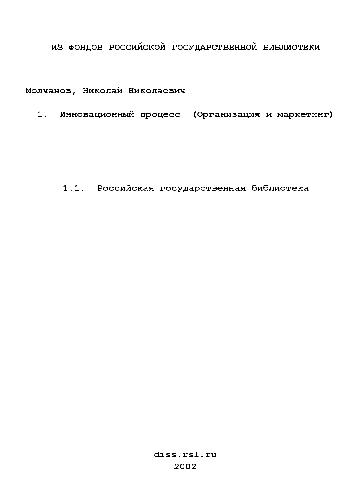 ИЗ ФОНДОВ РОССИЙСКОЙ ГОСУДАРСТВЕННОЙ БИБЛИОТЕКИ
Молчанов, Николай Николаевич
1. Инновационный процесс (Организация и маркетинг)
1.1. Российская государственная библиотека
diss.rsl.ru
2002